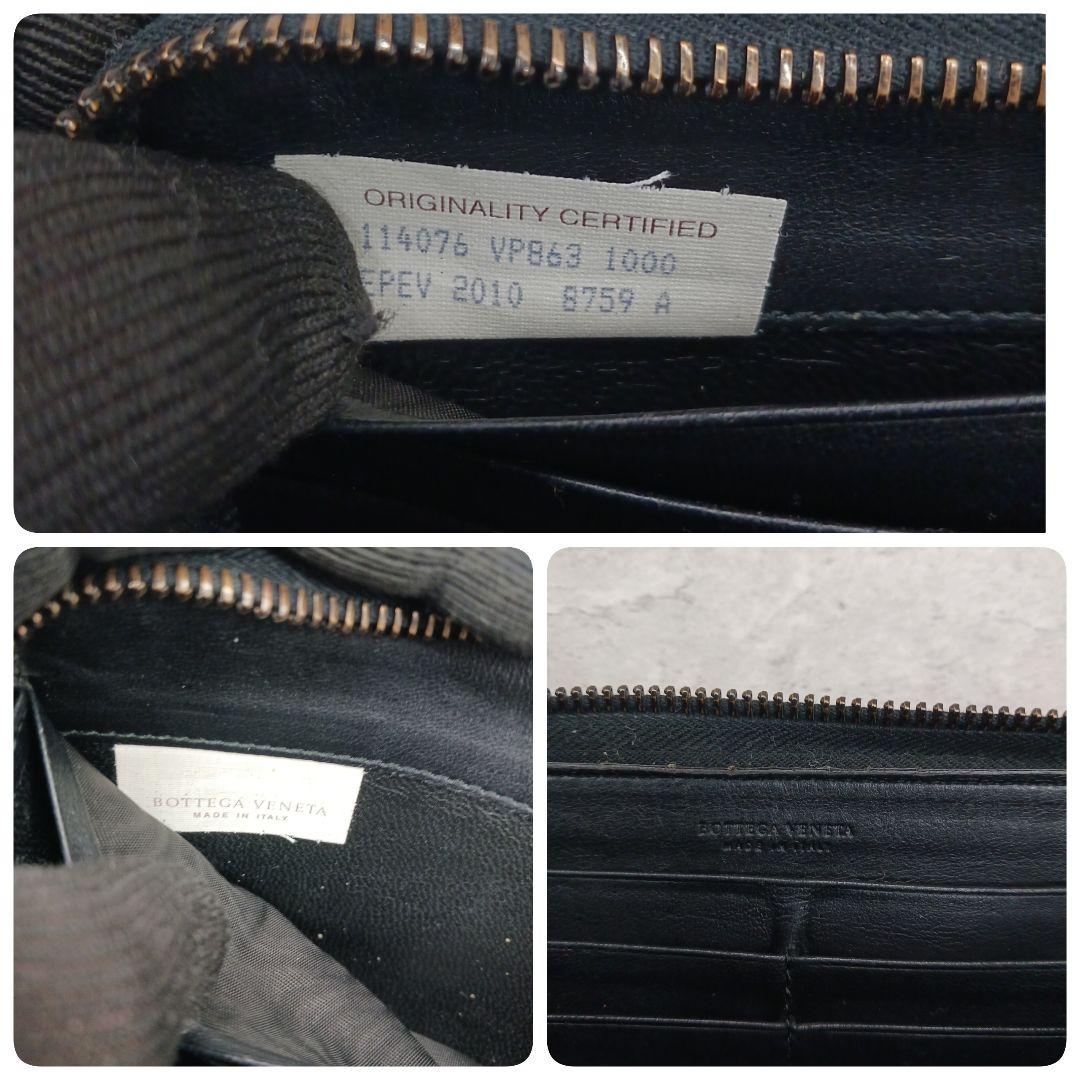 ORIGINALITY CERTIFIED
114076 VP863 1000
EPEV 2010 8759 A
BOTTEGA VENETA
MADE IN ITALY
BOTTEGA VENETA
MADE IN ITALY